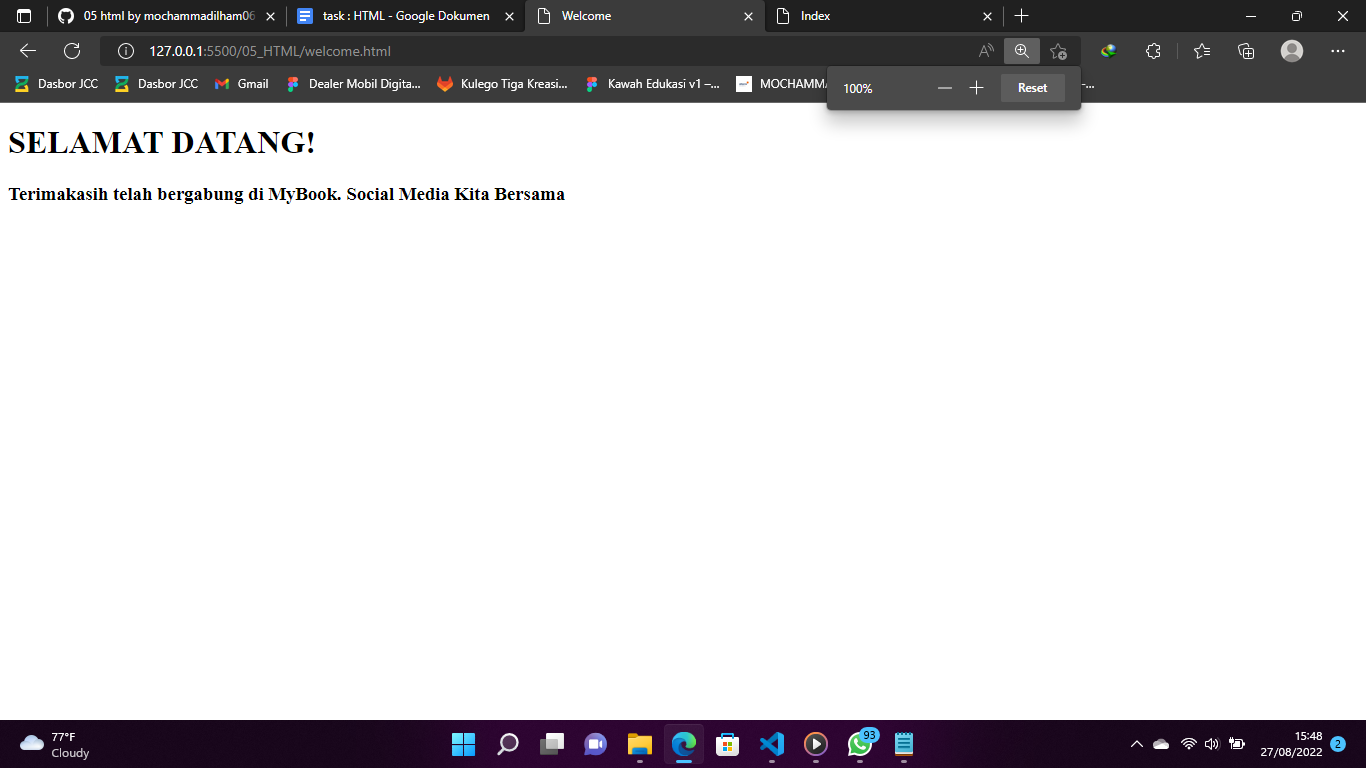 05 html by mochammadilham06
task : HTML - Google Dokumen
Welcome
Index
127.0.0.1:5500/05_HTML/welcome.html
Dasbor JCC
Dasbor JCC
Gmail
Dealer Mobil Digita...
Kulego Tiga Kreasi...
Kawah Edukasi v1 –...
MOCHAMMA
–...
100%
Reset
SELAMAT DATANG!
Terimakasih telah bergabung di MyBook. Social Media Kita Bersama
77°F
Cloudy
93
15:48
27/08/2022
2